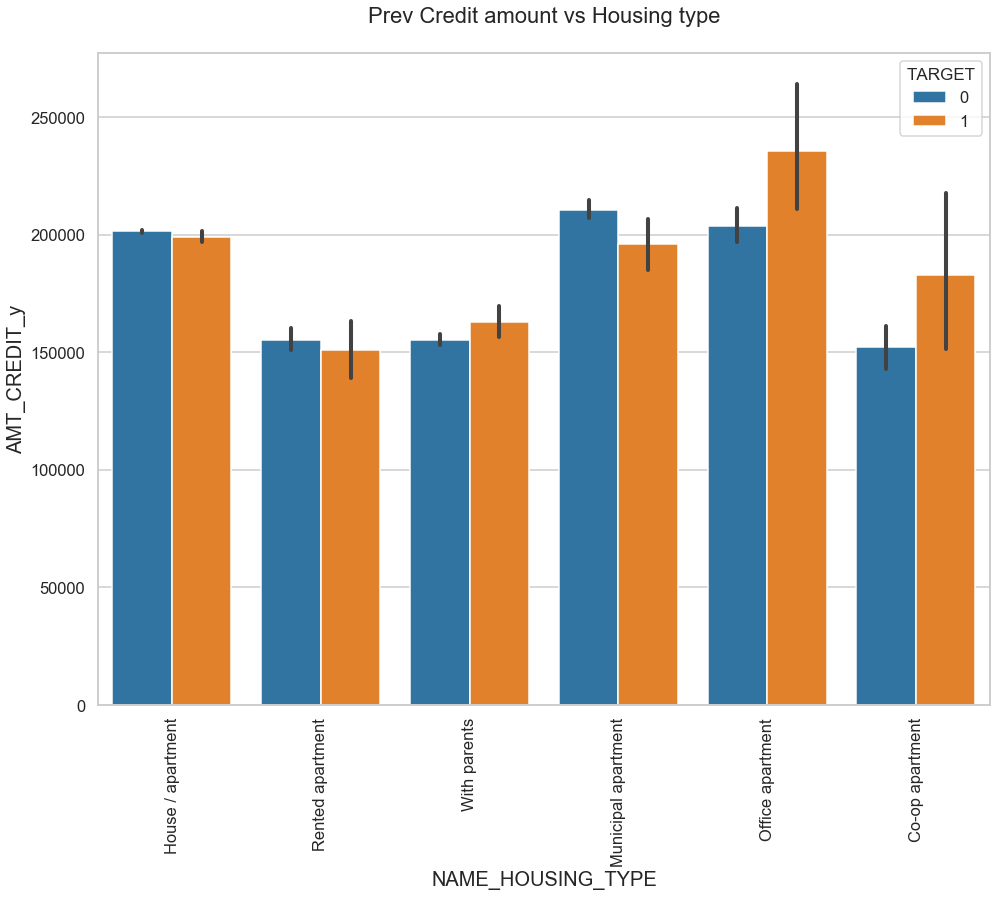 Prev Credit amount vs Housing type
TARGET
0
1
AMT_CREDIT_y
250000
200000
150000
100000
50000
0
House / apartment
Rented apartment
With parents
Municipal apartment
Office apartment
Co-op apartment
NAME_HOUSING_TYPE